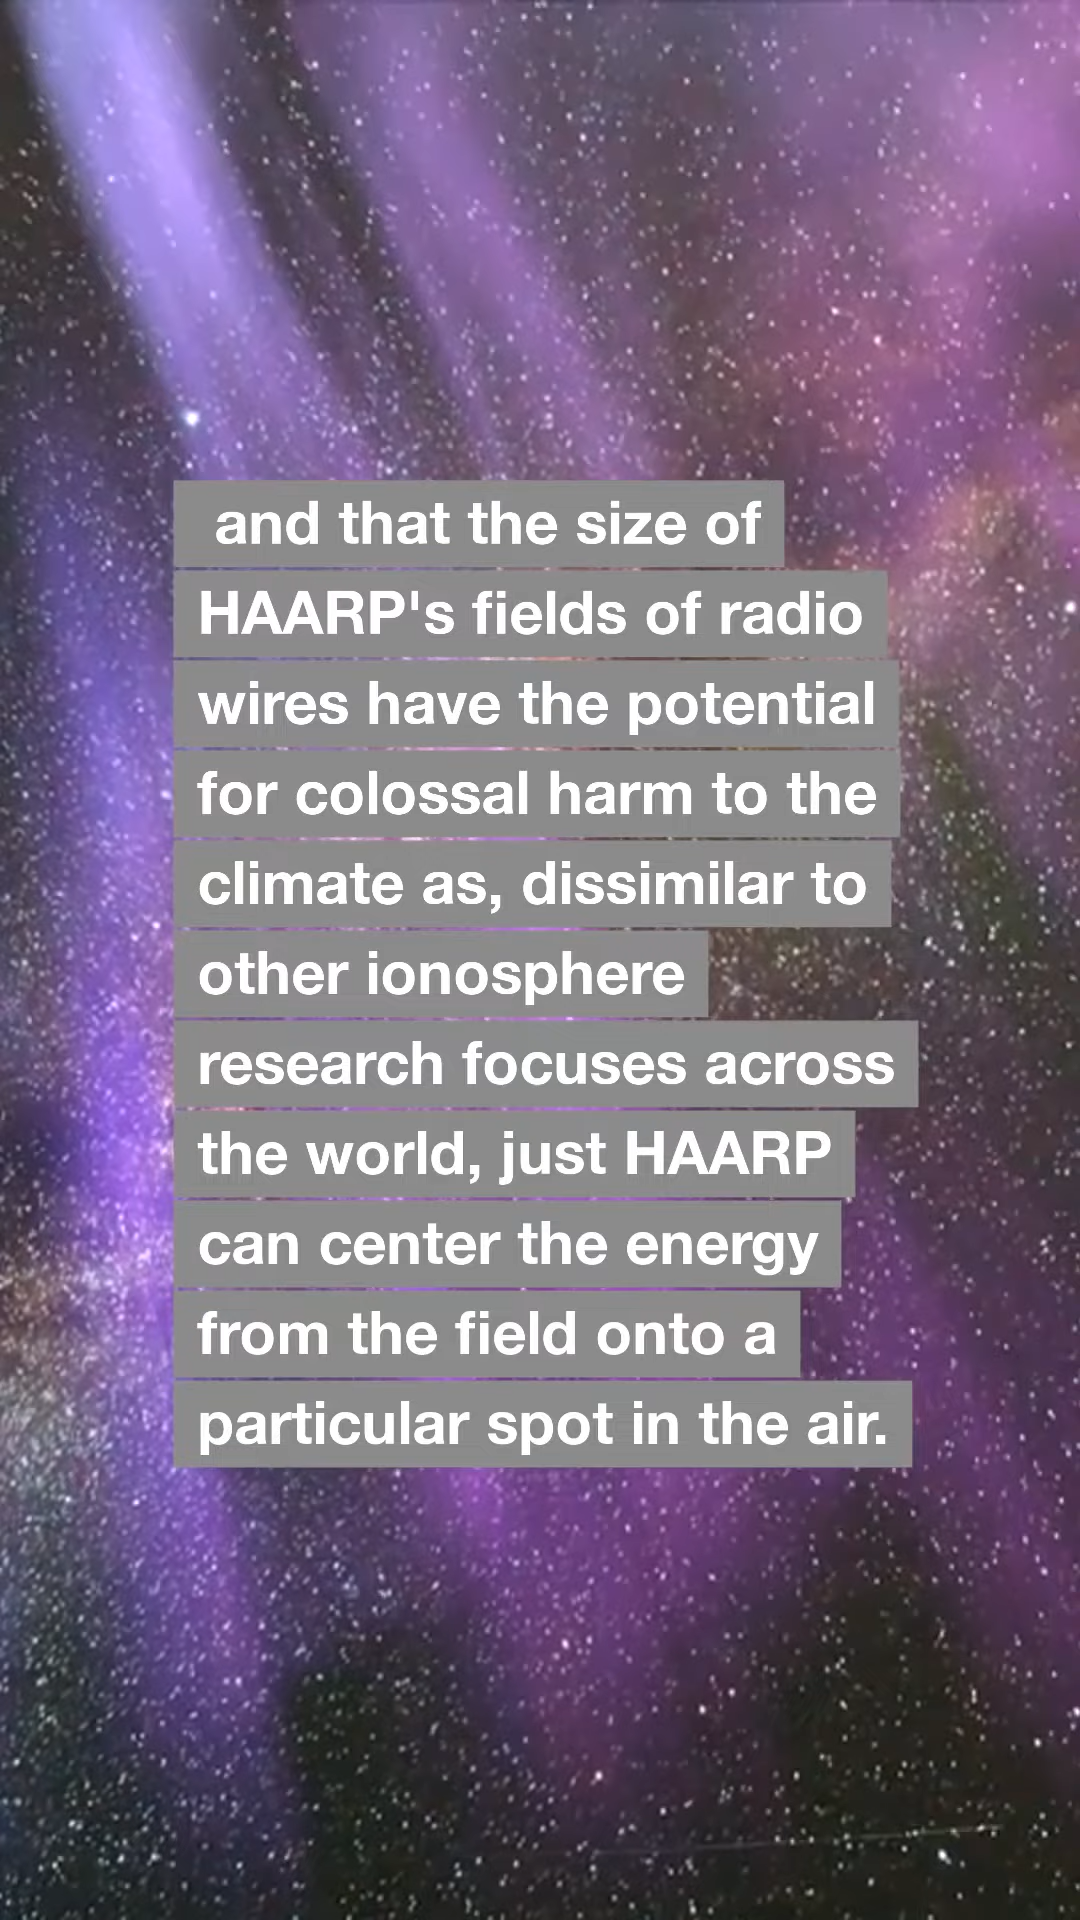 and that the size of
HAARP's fields of radio
wires have the potential
for colossal harm to the
climate as, dissimilar to
other ionosphere
research focuses across
the world, just HAARP
can center the energy
from the field onto a
particular spot in the air.